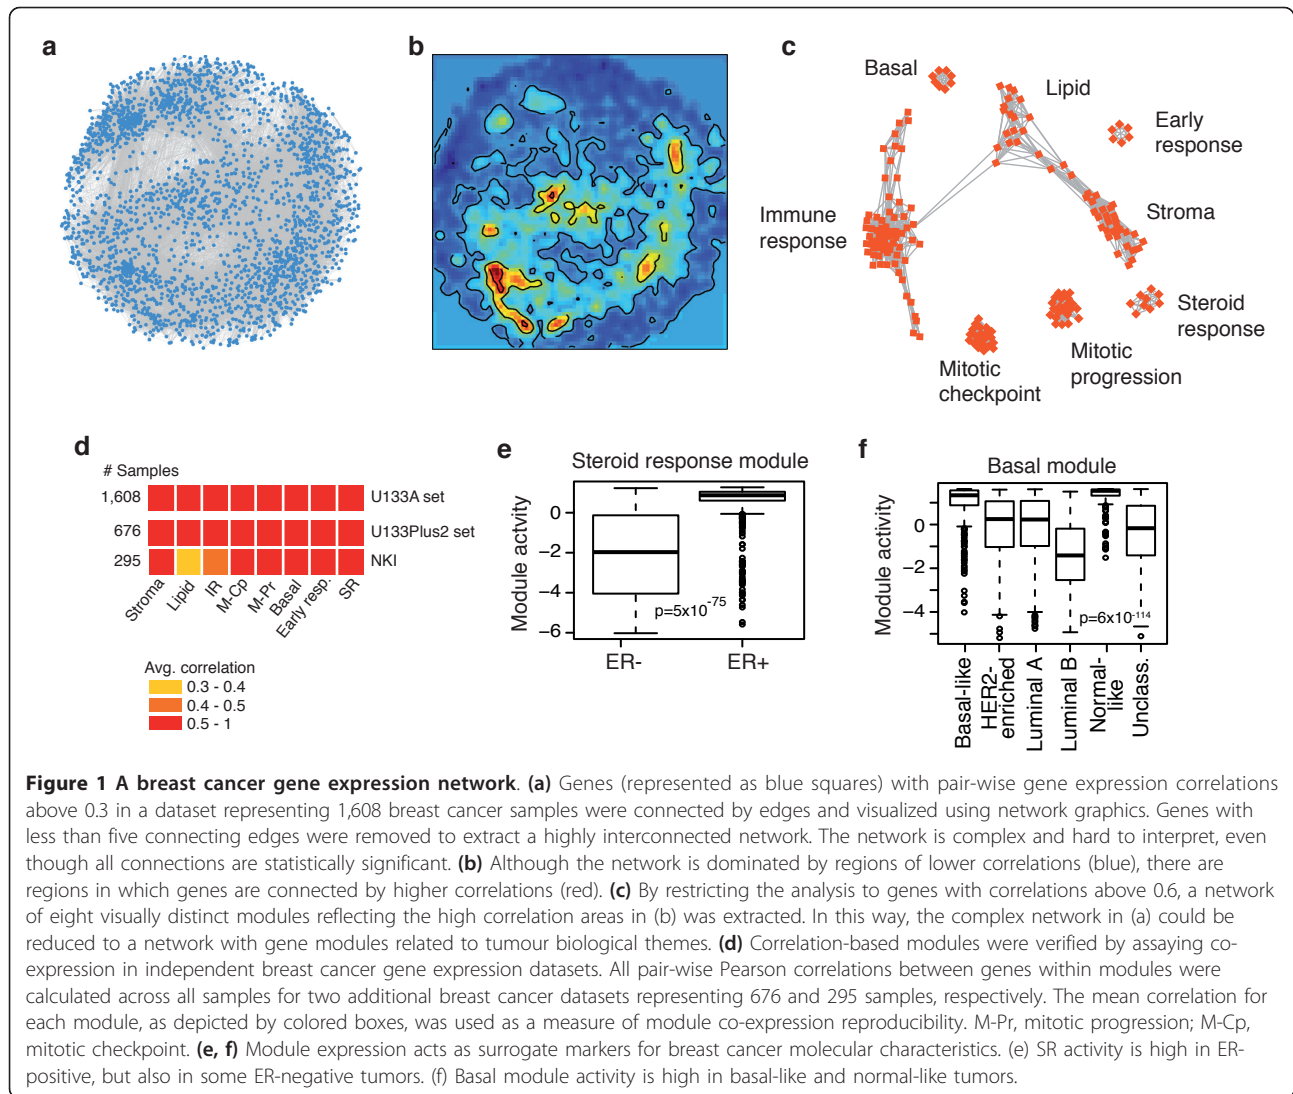 a
b
c
Basal
Lipid
Early
response
Immune
response
Stroma
Steroid
response
Mitotic
progression
Mitotic
checkpoint
d
# Samples
1,608
U133A set
676
U133Plus2 set
295
NKI
Stroma
Lipid
IR
M-Cp
M-Pr
Basal
Early resp.
SR
Avg. correlation
0.3 - 0.4
0.4 - 0.5
0.5 - 1
e
Steroid response module
Module activity
0
−2
−4
−6
p=5x10-75
ER-
ER+
f
Basal module
Module activity
0
−2
−4
p=6x10-114
Basal-like
HER2-
enriched
Luminal A
Luminal B
Normal-
like
Unclass.
Figure 1 A breast cancer gene expression network. (a) Genes (represented as blue squares) with pair-wise gene expression correlations
above 0.3 in a dataset representing 1,608 breast cancer samples were connected by edges and visualized using network graphics. Genes with
less than five connecting edges were removed to extract a highly interconnected network. The network is complex and hard to interpret, even
though all connections are statistically significant. (b) Although the network is dominated by regions of lower correlations (blue), there are
regions in which genes are connected by higher correlations (red). (c) By restricting the analysis to genes with correlations above 0.6, a network
of eight visually distinct modules reflecting the high correlation areas in (b) was extracted. In this way, the complex network in (a) could be
reduced to a network with gene modules related to tumour biological themes. (d) Correlation-based modules were verified by assaying co-
expression in independent breast cancer gene expression datasets. All pair-wise Pearson correlations between genes within modules were
calculated across all samples for two additional breast cancer datasets representing 676 and 295 samples, respectively. The mean correlation for
each module, as depicted by colored boxes, was used as a measure of module co-expression reproducibility. M-Pr, mitotic progression; M-Cp,
mitotic checkpoint. (e, f) Module expression acts as surrogate markers for breast cancer molecular characteristics. (e) SR activity is high in ER-
positive, but also in some ER-negative tumors. (f) Basal module activity is high in basal-like and normal-like tumors.